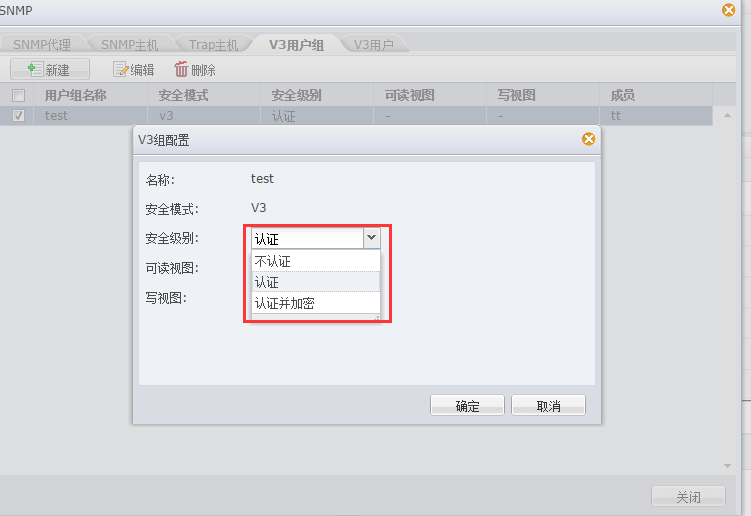 SNMP
SNMP代理 SNMP主机 Trap主机 V3用户组 V3用户
新建 编辑 删除
用户组名称 安全模式 安全级别 可读视图 写视图 成员
test v3 认证 - - tt
V3组配置
名称: test
安全模式: V3
安全级别: 认证
不认证
可读视图:
认证
写视图: 认证并加密
确定 取消
关闭